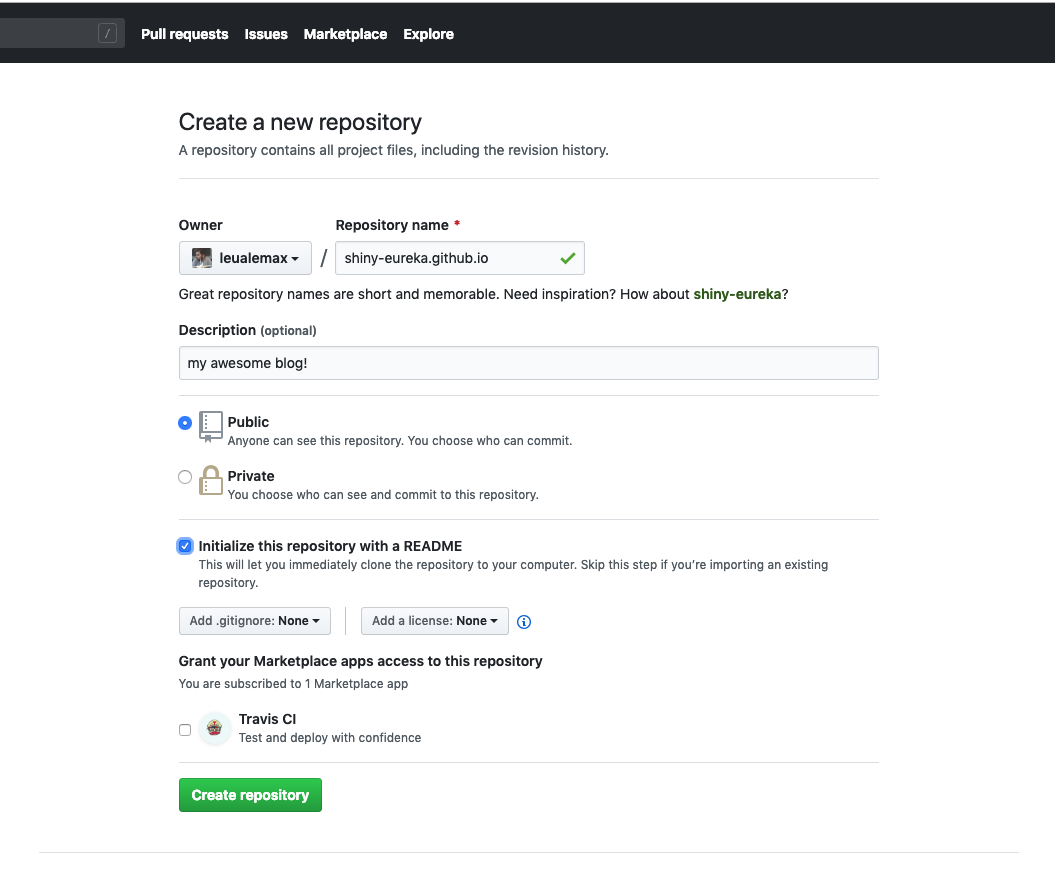 / Pull requests Issues Marketplace Explore
Create a new repository
A repository contains all project files, including the revision history.
Owner Repository name *
leualemax / shiny-eureka.github.io
Great repository names are short and memorable. Need inspiration? How about shiny-eureka?
Description (optional)
my awesome blog!
Public
Anyone can see this repository. You choose who can commit.
Private
You choose who can see and commit to this repository.
Initialize this repository with a README
This will let you immediately clone the repository to your computer. Skip this step if you’re importing an existing
repository.
Add .gitignore: None Add a license: None
Grant your Marketplace apps access to this repository
You are subscribed to 1 Marketplace app
Travis CI
Test and deploy with confidence
Create repository